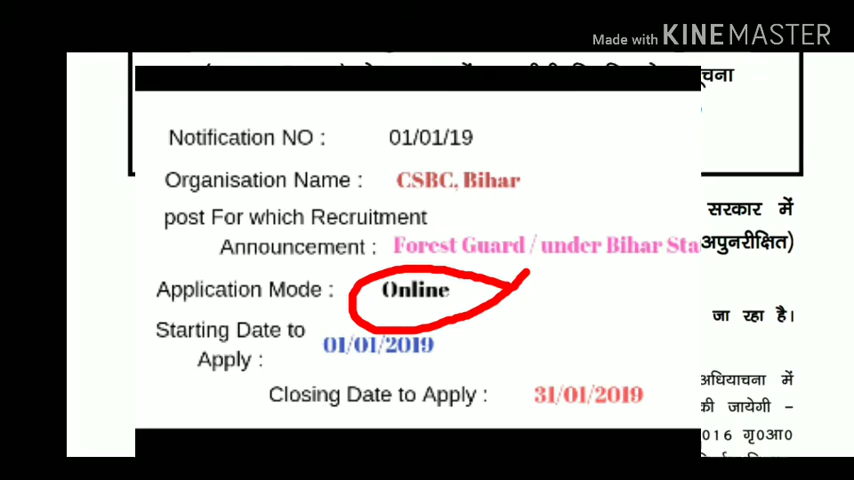 Made with KINEMASTER
सूचना
Notification NO : 01/01/19
Organisation Name : CSBC, Bihar
post For which Recruitment
सरकार में
Announcement : Forest Guard / under Bihar Sta
अपुनरीक्षित)
Application Mode : Online
जा रहा है।
Starting Date to
Apply : 01/01/2019
अधियाचना में
Closing Date to Apply : 31/01/2019
की जायेगी –
016 गृ०आ०